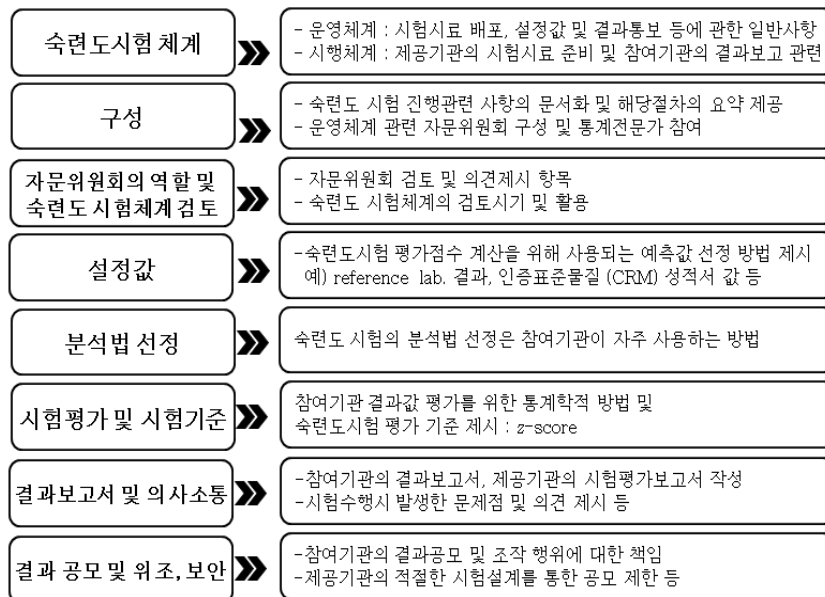 숙련도시험 체계
- 운영체계 : 시험시료 배포, 설정값 및 결과통보 등에 관한 일반사항
- 시행체계 : 제공기관의 시험시료 준비 및 참여기관의 결과보고 관련
구성
- 숙련도 시험 진행관련 사항의 문서화 및 해당절차의 요약 제공
- 운영체계 관련 자문위원회 구성 및 통계전문가 참여
자문위원회의 역할 및
숙련도 시험체계 검토
- 자문위원회 검토 및 의견제시 항목
- 숙련도 시험체계의 검토시기 및 활용
설정값
-숙련도시험 평가점수 계산을 위해 사용되는 예측값 선정 방법 제시
예) reference lab. 결과, 인증표준물질 (CRM) 성적서 값 등
분석법 선정
숙련도 시험의 분석법 선정은 참여기관이 자주 사용하는 방법
시험평가 및 시험기준
참여기관 결과값 평가를 위한 통계학적 방법 및
숙련도시험 평가 기준 제시 : z-score
결과보고서 및 의사소통
-참여기관의 결과보고서, 제공기관의 시험평가보고서 작성
-시험수행시 발생한 문제점 및 의견 제시 등
결과 공모 및 위조, 보안
-참여기관의 결과공모 및 조작 행위에 대한 책임
-제공기관의 적절한 시험설계를 통한 공모 제한 등